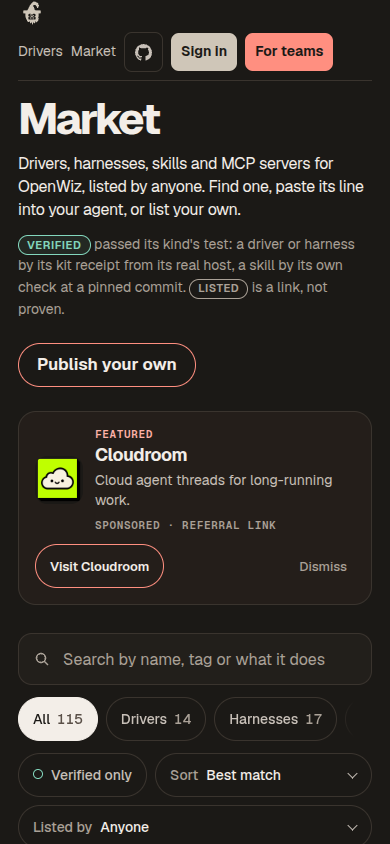 Drivers Market Sign in For teams
Market
Drivers, harnesses, skills and MCP servers for
OpenWiz, listed by anyone. Find one, paste its line
into your agent, or list your own.
VERIFIED passed its kind's test: a driver or harness
by its kit receipt from its real host, a skill by its own
check at a pinned commit. LISTED is a link, not
proven.
Publish your own
FEATURED
Cloudroom
Cloud agent threads for long-running
work.
SPONSORED · REFERRAL LINK
Visit Cloudroom Dismiss
Search by name, tag or what it does
All 115 Drivers 14 Harnesses 17
Verified only Sort Best match
Listed by Anyone